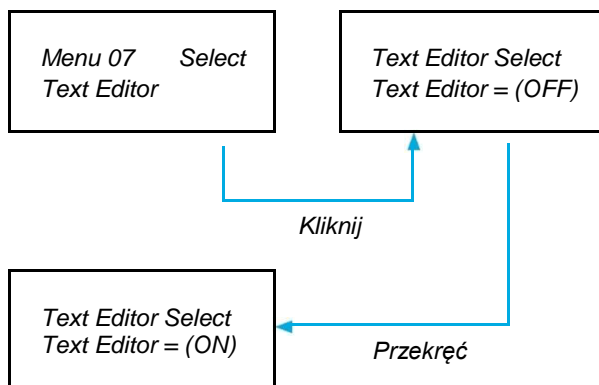 Menu 07 Select
Text Editor
Text Editor Select
Text Editor = (OFF)
Kliknij
Text Editor Select
Text Editor = (ON)
Przekręć